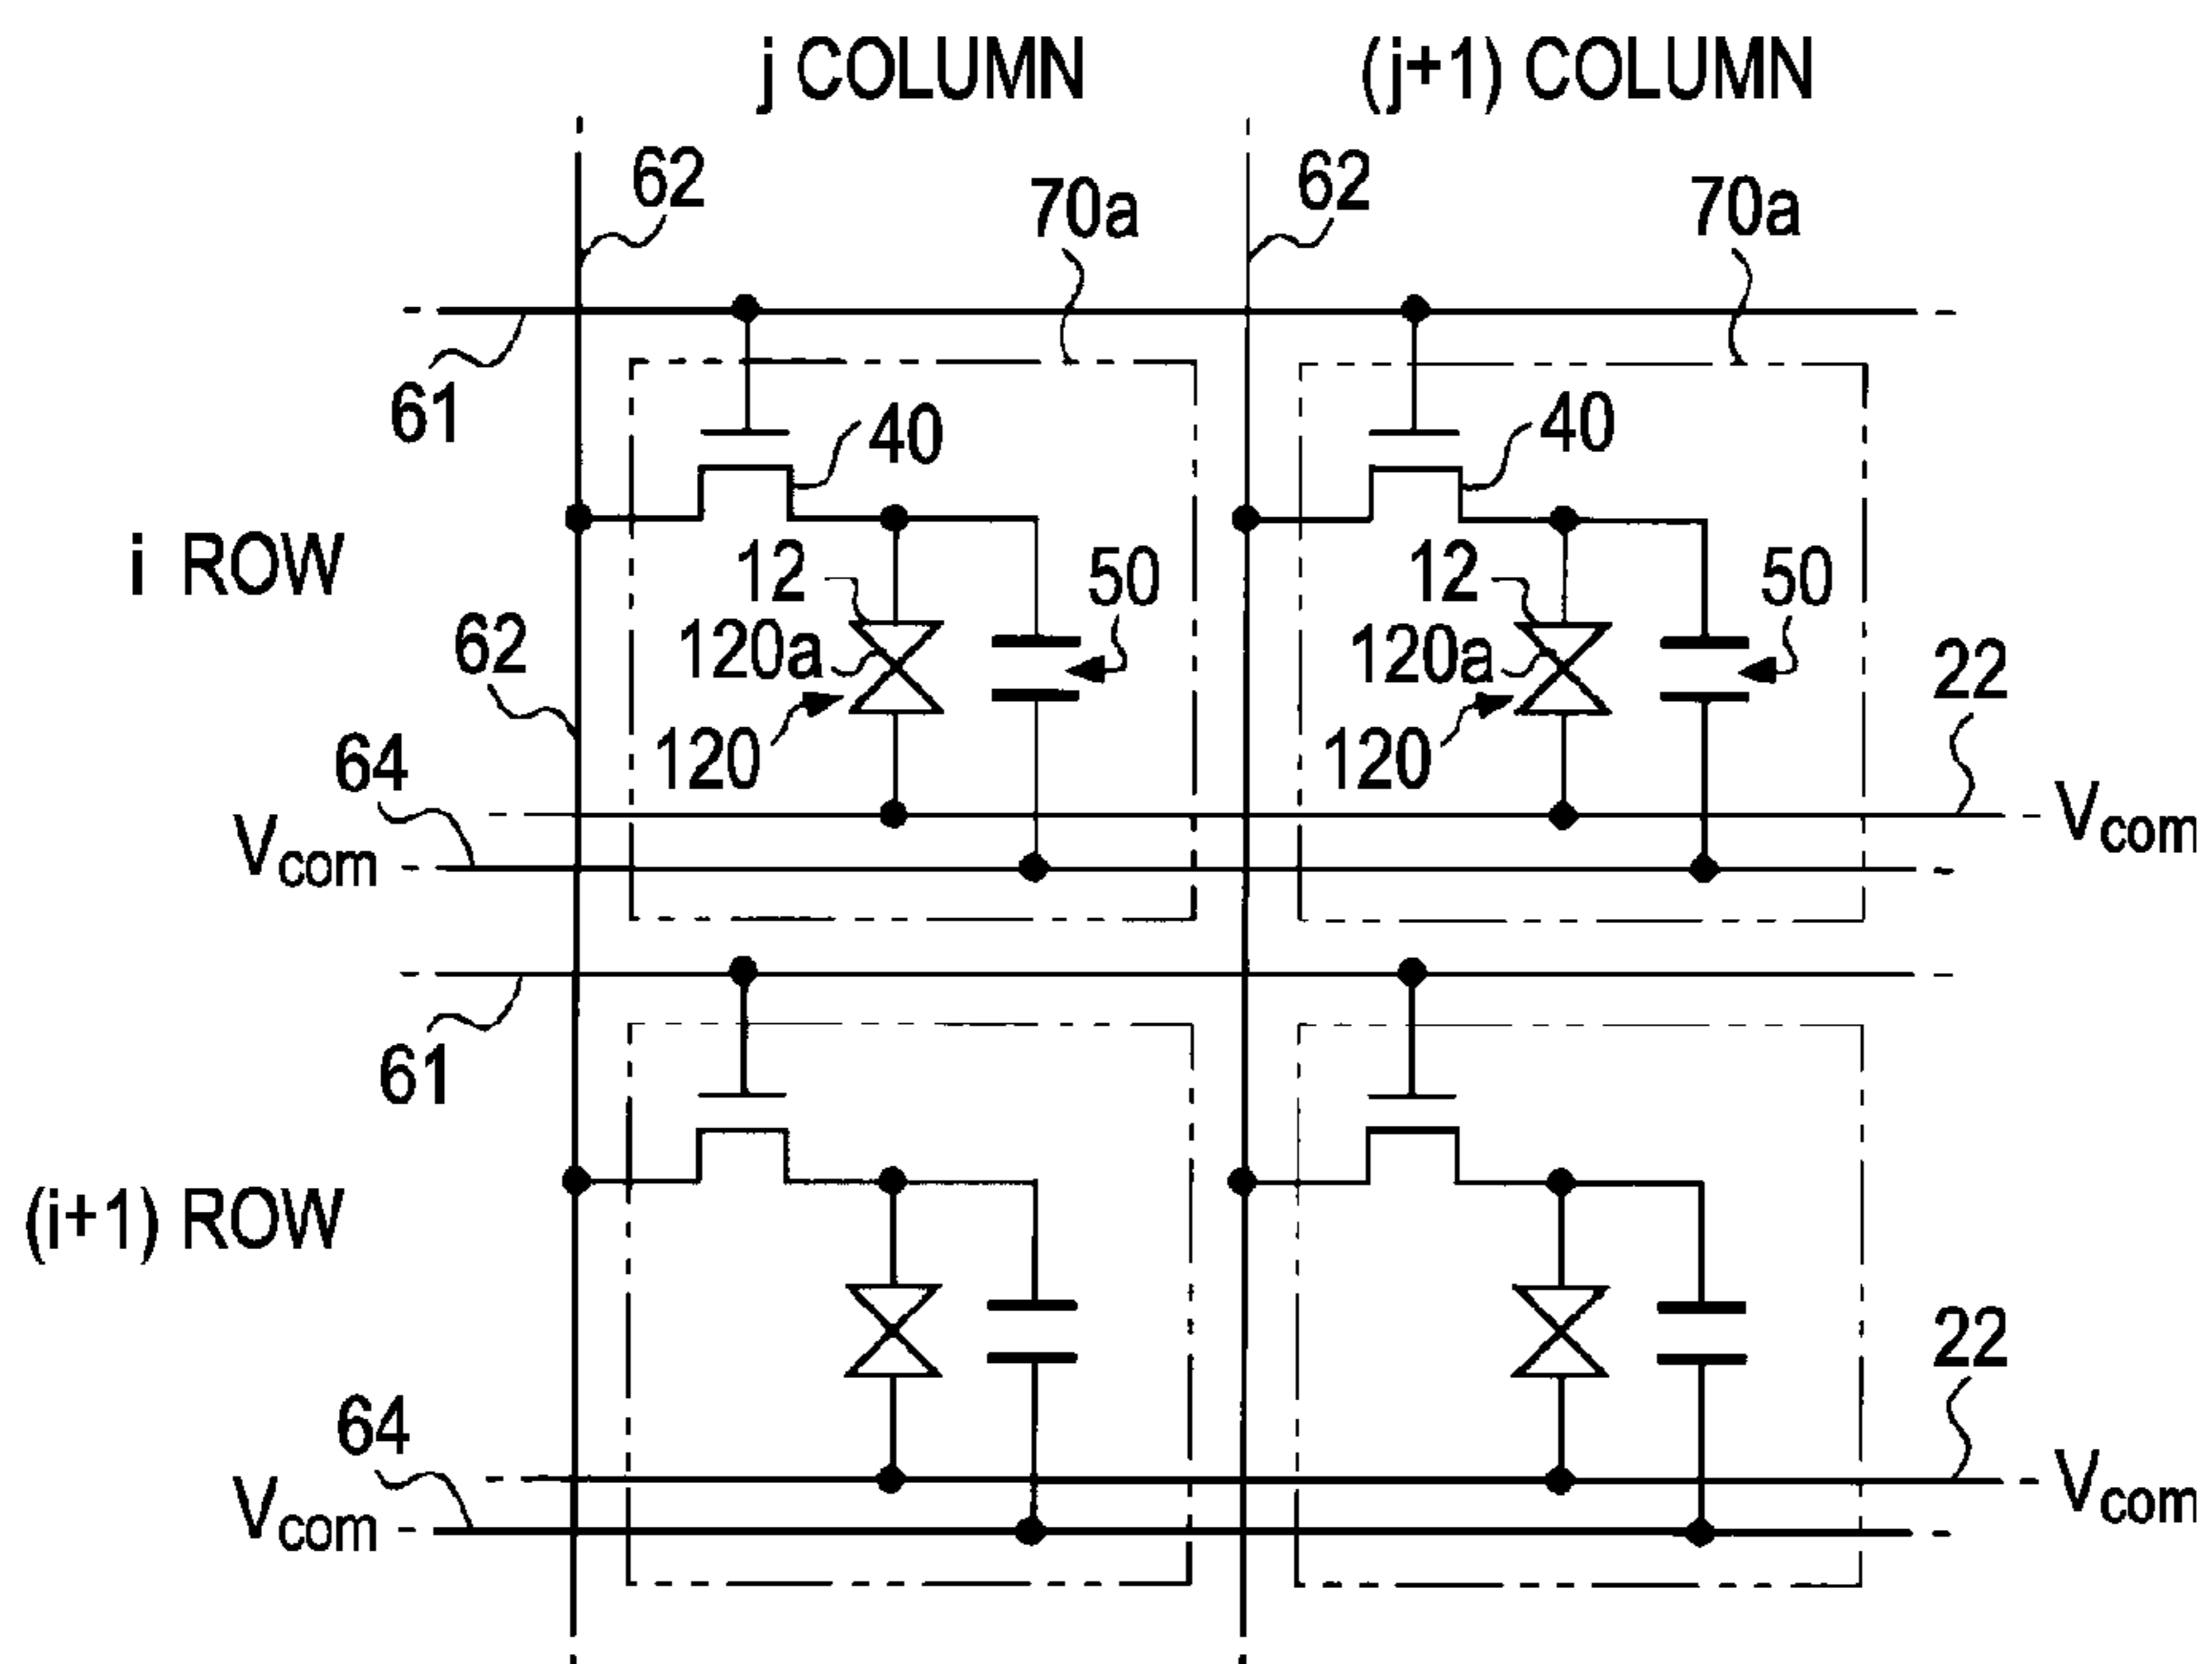 j COLUMN (j+1) COLUMN
62 70a 62 70a
61 40 40
i ROW
12 50 12 50
62 120a 120a 22
64 120 120
Vcom Vcom
61
(i+1) ROW
22
64
Vcom Vcom